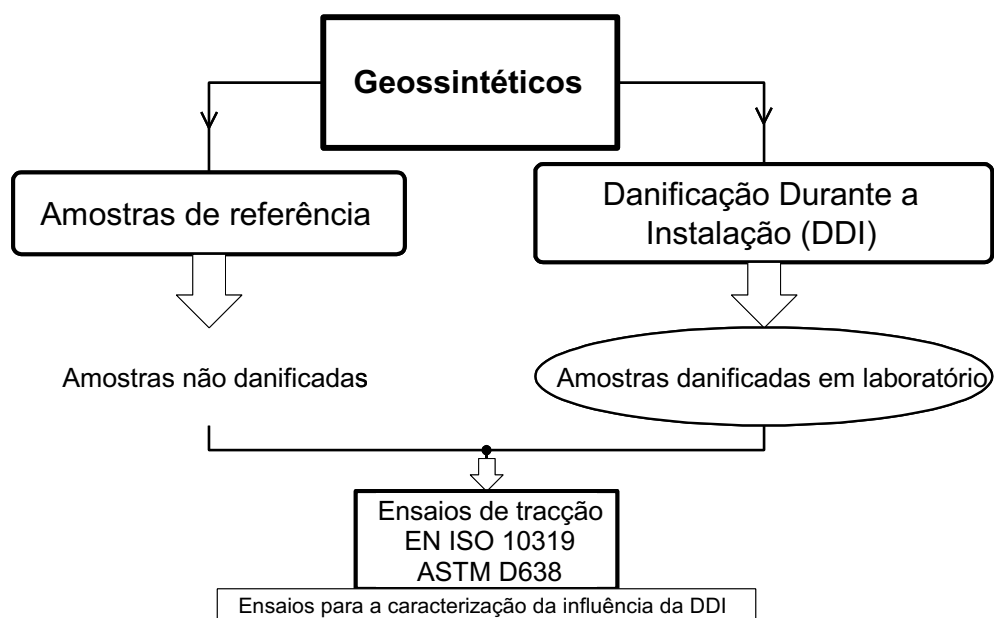 Geossintéticos
Amostras de referência
Danificação Durante a
Instalação (DDI)
Amostras não danificadas
Amostras danificadas em laboratório
Ensaios de tracção
EN ISO 10319
ASTM D638
Ensaios para a caracterização da influência da DDI